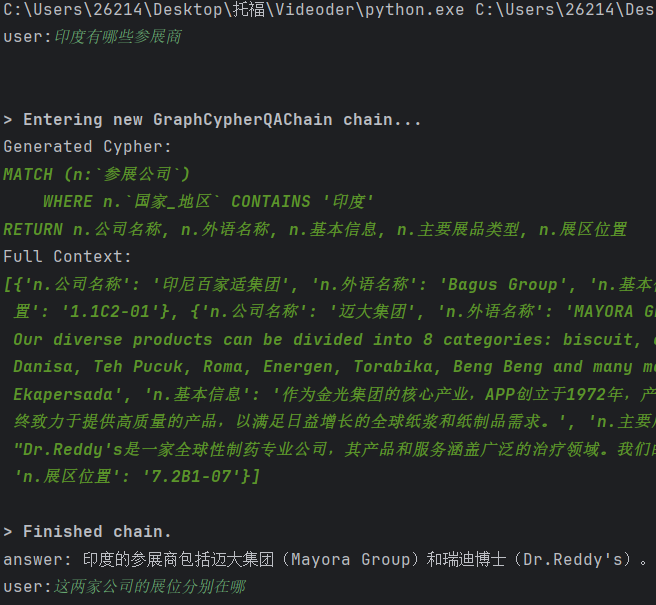 C:\Users\26214\Desktop\托福\Videoder\python.exe C:\Users\26214\Des
user:印度有哪些参展商
> Entering new GraphCypherQAChain chain...
Generated Cypher:
MATCH (n:`参展公司`)
WHERE n.`国家_地区` CONTAINS '印度'
RETURN n.公司名称, n.外语名称, n.基本信息, n.主要展品类型, n.展区位置
Full Context:
[{'n.公司名称': '印尼百家适集团', 'n.外语名称': 'Bagus Group', 'n.基本
置': '1.1C2-01'}, {'n.公司名称': '迈大集团', 'n.外语名称': 'MAYORA G
Our diverse products can be divided into 8 categories: biscuit,
Danisa, Teh Pucuk, Roma, Energen, Torabika, Beng Beng and many mo
Ekapersada', 'n.基本信息': '作为金光集团的核心产业，APP创立于1972年，产
终致力于提供高质量的产品，以满足日益增长的全球纸浆和纸制品需求。', 'n.主要
"Dr.Reddy's是一家全球性制药专业公司，其产品和服务涵盖广泛的治疗领域。我们
'n.展区位置': '7.2B1-07'}]
> Finished chain.
answer: 印度的参展商包括迈大集团（Mayora Group）和瑞迪博士（Dr.Reddy's）。
user:这两家公司的展位分别在哪